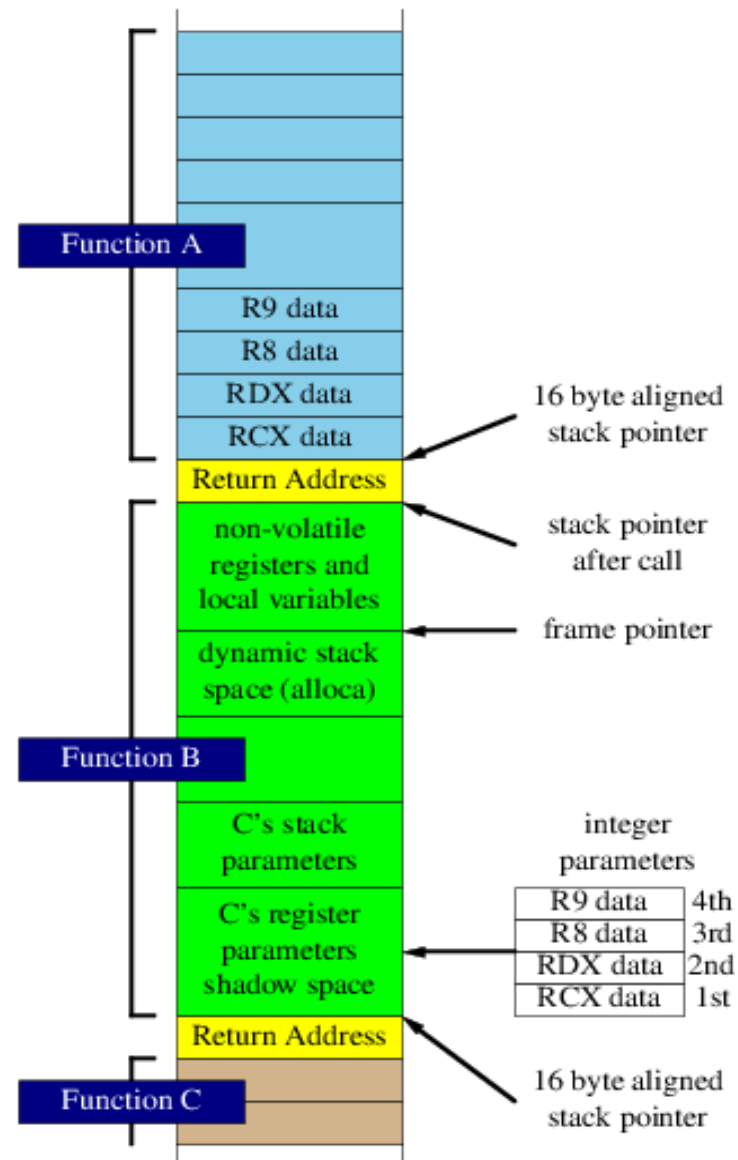 Function A
R9 data
R8 data
RDX data
RCX data
16 byte aligned
stack pointer
Return Address
non-volatile
registers and
local variables
stack pointer
after call
frame pointer
dynamic stack
space (alloca)
Function B
C's stack
parameters
integer
parameters
C's register
parameters
shadow space
R9 data 4th
R8 data 3rd
RDX data 2nd
RCX data 1st
Return Address
16 byte aligned
stack pointer
Function C